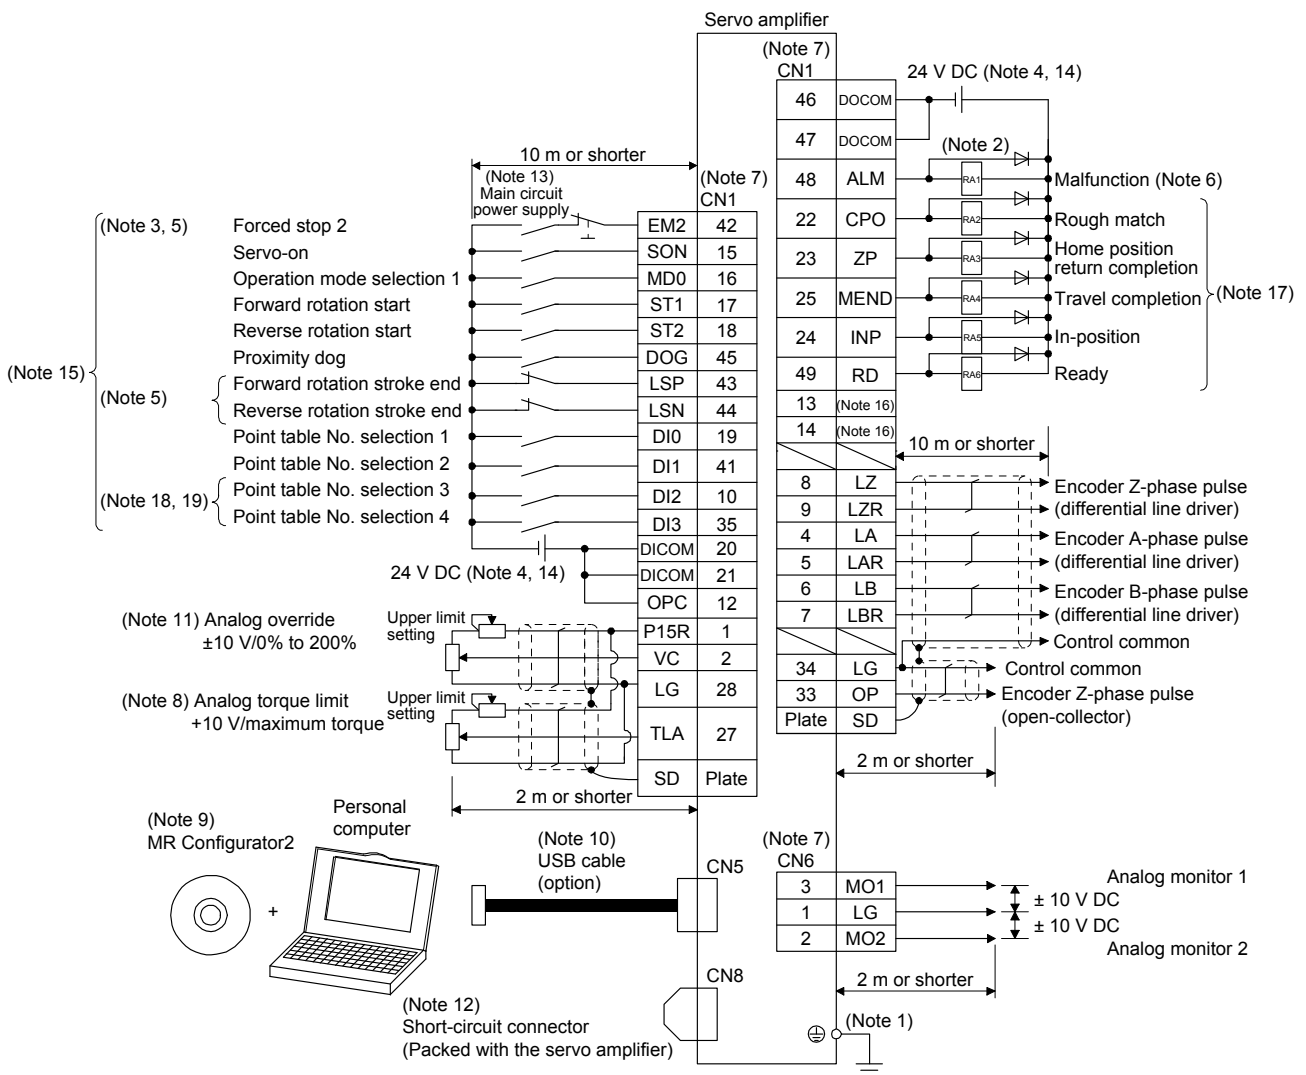 Servo amplifier
(Note 7)
CN1
24 V DC (Note 4, 14)
46 DOCOM
47 DOCOM
(Note 2)
48 ALM RA1 Malfunction (Note 6)
22 CPO RA2 Rough match
23 ZP RA3 Home position
return completion
25 MEND RA4 Travel completion
(Note 17)
24 INP RA5 In-position
49 RD RA6 Ready
13 (Note 16)
14 (Note 16)
10 m or shorter
8 LZ Encoder Z-phase pulse
9 LZR (differential line driver)
4 LA Encoder A-phase pulse
5 LAR (differential line driver)
6 LB Encoder B-phase pulse
7 LBR (differential line driver)
Control common
34 LG Control common
33 OP Encoder Z-phase pulse
(open-collector)
Plate SD
2 m or shorter
10 m or shorter
(Note 13)
Main circuit
power supply
(Note 7)
CN1
(Note 15)
(Note 3, 5) Forced stop 2 EM2 42
Servo-on SON 15
Operation mode selection 1 MD0 16
Forward rotation start ST1 17
Reverse rotation start ST2 18
Proximity dog DOG 45
(Note 5)
Forward rotation stroke end LSP 43
Reverse rotation stroke end LSN 44
Point table No. selection 1 DI0 19
Point table No. selection 2 DI1 41
(Note 18, 19)
Point table No. selection 3 DI2 10
Point table No. selection 4 DI3 35
DICOM 20
24 V DC (Note 4, 14)
DICOM 21
OPC 12
(Note 11) Analog override
±10 V/0% to 200%
Upper limit
setting
P15R 1
VC 2
LG 28
(Note 8) Analog torque limit
+10 V/maximum torque
Upper limit
setting
TLA 27
SD Plate
2 m or shorter
(Note 9)
MR Configurator2
+
Personal
computer
(Note 10)
USB cable
(option)
CN5
(Note 7)
CN6
3 MO1 Analog monitor 1
± 10 V DC
1 LG
± 10 V DC
2 MO2 Analog monitor 2
2 m or shorter
CN8
(Note 12)
Short-circuit connector
(Packed with the servo amplifier)
(Note 1)